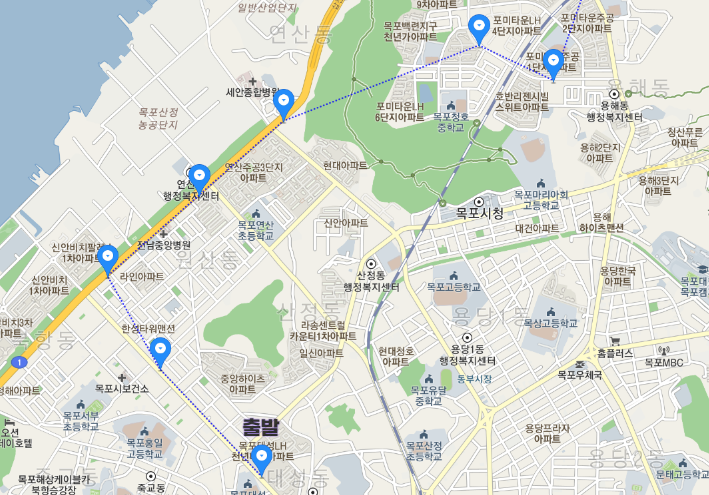 일반산업단지
연산동
목포백련지구
천년가아파트
9차아파트
포미타운LH
4단지아파트
포미타운주공
2단지아파트
1단지아파트
용해동
세안종합병원
목포산정
농공단지
포미타운LH
6단지아파트
목포청호
중학교
호반리젠시빌
스위트아파트
용해동
행정복지센터
청산푸른
아파트
용해2단지
아파트
용해3단지
아파트
연산주공3단지
아파트
현대아파트
행정복지센터
목포시청
목포마리아회
고등학교
대건아파트
용해
하이츠맨션
목포연산
초등학교
신안아파트
전남중앙병원
원산동
신안비치
1차아파트
1차아파트
라인아파트
산정동
행정복지센터
목포고등학교
용당한국
아파트
신안비치3차
아파트
한성타워맨션
산정동
라송센트럴
카운티1차아파트
일신아파트
용당1동
목상고등학교
용당1동
행정복지센터
현대청호
아파트
홈플러스
목포MBC
북항동
1
목포시보건소
중앙하이츠
아파트
동부시장
목포우체국
목포서부
초등학교
목포유달
중학교
목포홍일
고등학교
출발
목포대성LH
목포산정
초등학교
용당프라자
아파트
목포해상케이블카
북항승강장
죽교동
대성동
용당2동
문태고등학교